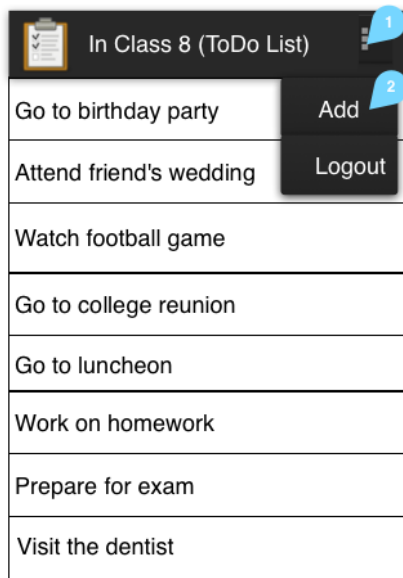 In Class 8 (ToDo List)
1
Go to birthday party
Add
2
Attend friend's wedding
Logout
Watch football game
Go to college reunion
Go to luncheon
Work on homework
Prepare for exam
Visit the dentist